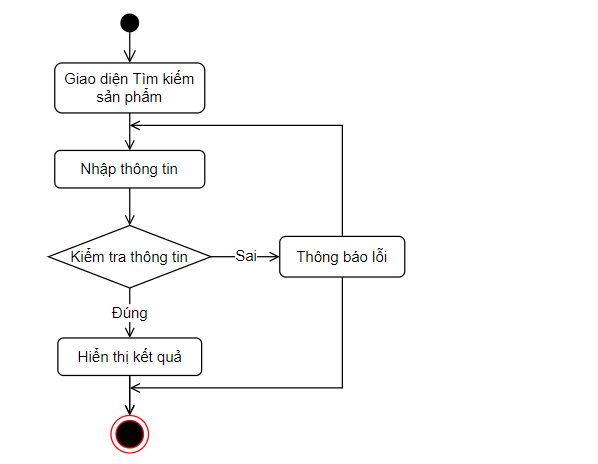 Giao diện Tìm kiếm
sản phẩm
Nhập thông tin
Kiểm tra thông tin
Sai
Thông báo lỗi
Đúng
Hiển thị kết quả